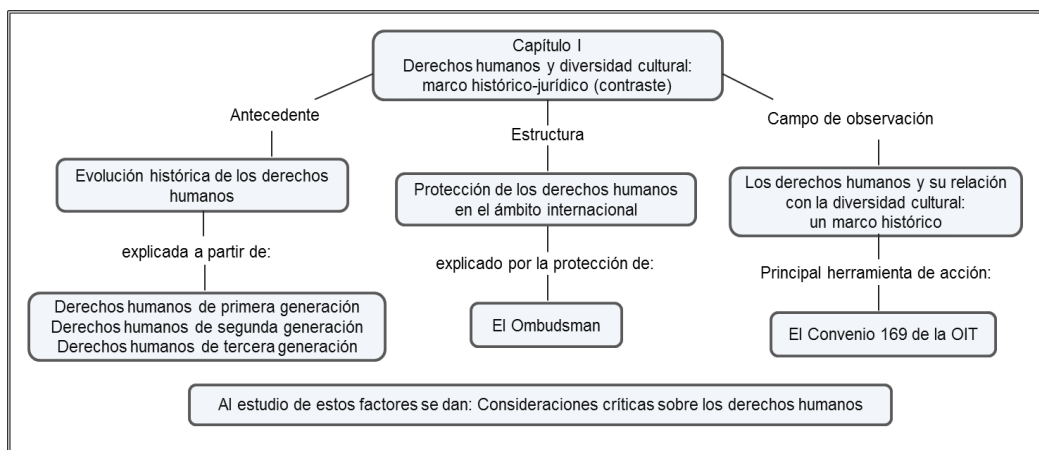 Capítulo I
Derechos humanos y diversidad cultural:
marco histórico-jurídico (contraste)
Antecedente
Estructura
Campo de observación
Evolución histórica de los derechos
humanos
Protección de los derechos humanos
en el ámbito internacional
Los derechos humanos y su relación
con la diversidad cultural:
un marco histórico
explicada a partir de:
explicado por la protección de:
Principal herramienta de acción:
Derechos humanos de primera generación
Derechos humanos de segunda generación
Derechos humanos de tercera generación
El Ombudsman
El Convenio 169 de la OIT
Al estudio de estos factores se dan: Consideraciones críticas sobre los derechos humanos